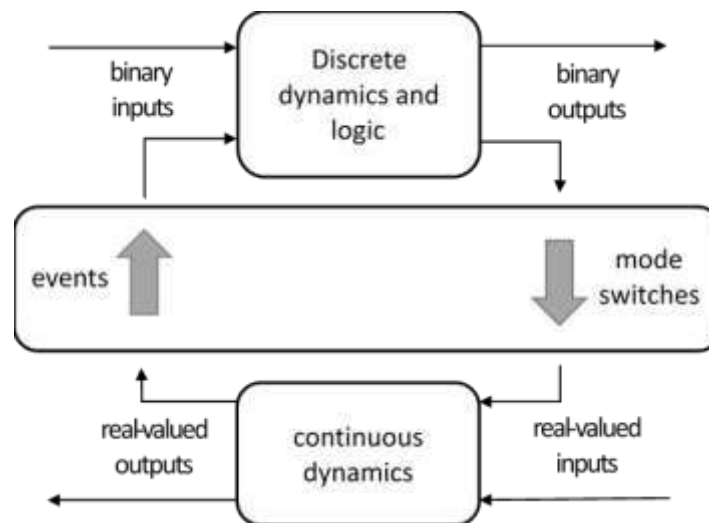 binary
inputs
Discrete
dynamics and
logic
binary
outputs
events
mode
switches
real-valued
outputs
continuous
dynamics
real-valued
inputs